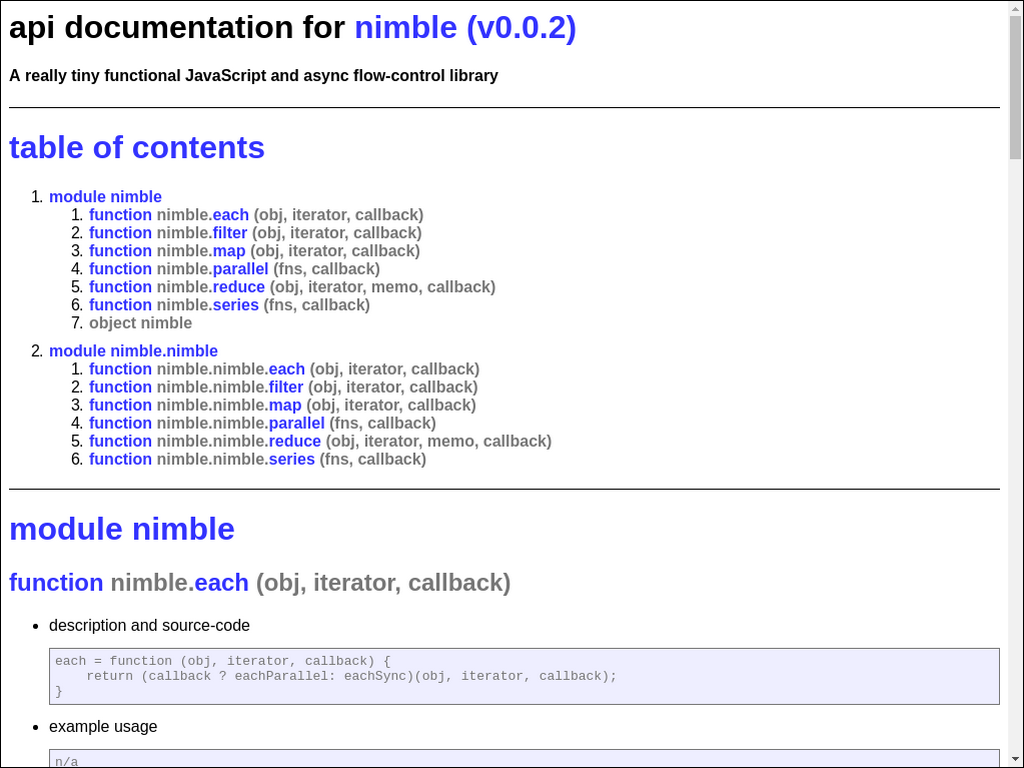 api documentation for nimble (v0.0.2)
A really tiny functional JavaScript and async flow-control library
table of contents
1. module nimble
1. function nimble.each (obj, iterator, callback)
2. function nimble.filter (obj, iterator, callback)
3. function nimble.map (obj, iterator, callback)
4. function nimble.parallel (fns, callback)
5. function nimble.reduce (obj, iterator, memo, callback)
6. function nimble.series (fns, callback)
7. object nimble
2. module nimble.nimble
1. function nimble.nimble.each (obj, iterator, callback)
2. function nimble.nimble.filter (obj, iterator, callback)
3. function nimble.nimble.map (obj, iterator, callback)
4. function nimble.nimble.parallel (fns, callback)
5. function nimble.nimble.reduce (obj, iterator, memo, callback)
6. function nimble.nimble.series (fns, callback)
module nimble
function nimble.each (obj, iterator, callback)
• description and source-code
each = function (obj, iterator, callback) {
    return (callback ? eachParallel: eachSync)(obj, iterator, callback);
}
• example usage
n/a